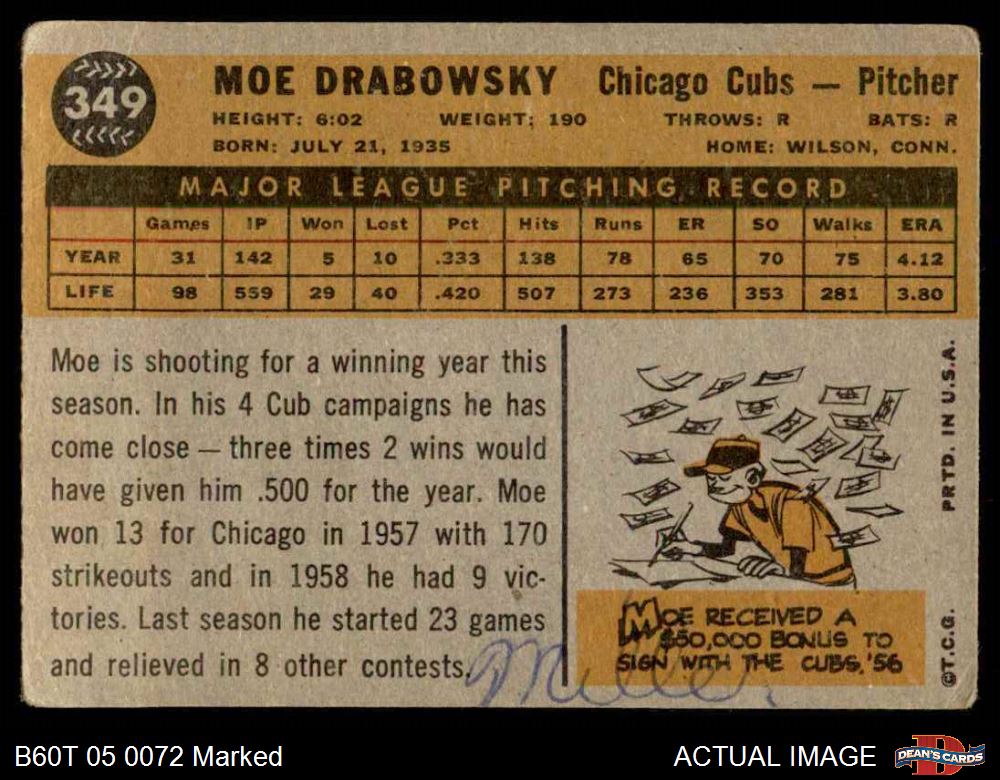 349
MOE DRABOWSKY Chicago Cubs — Pitcher
HEIGHT: 6:02 WEIGHT: 190 THROWS: R BATS: R
BORN: JULY 21, 1935 HOME: WILSON, CONN.
MAJOR LEAGUE PITCHING RECORD
Games IP Won Lost Pct Hits Runs ER SO Walks ERA
YEAR 31 142 5 10 .333 138 78 65 70 75 4.12
LIFE 98 559 29 40 .420 507 273 236 353 281 3.80
Moe is shooting for a winning year this
season. In his 4 Cub campaigns he has
come close — three times 2 wins would
have given him .500 for the year. Moe
won 13 for Chicago in 1957 with 170
strikeouts and in 1958 he had 9 vic-
tories. Last season he started 23 games
and relieved in 8 other contests.
MOE RECEIVED A
$50,000 BONUS TO
SIGN WITH THE CUBS, '56
©T.C.G. PRTD. IN U.S.A.
B60T 05 0072 Marked ACTUAL IMAGE DEAN'S CARDS